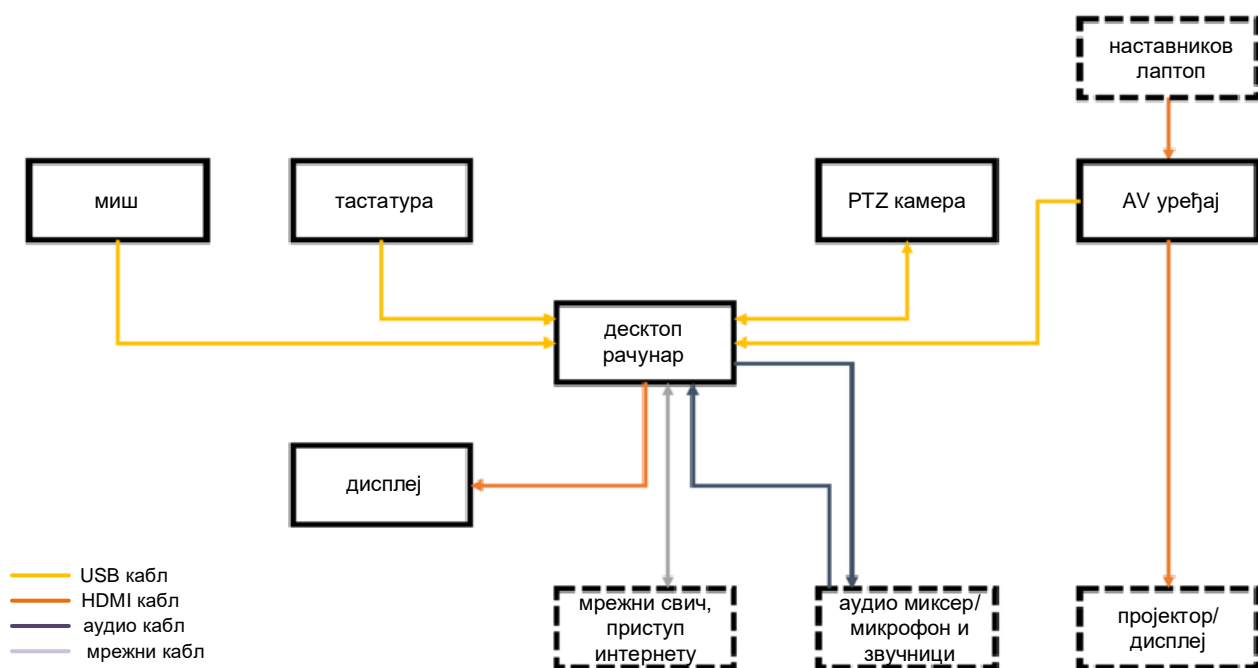 наставников
лаптоп
миш
тастатура
PTZ камера
AV уређај
десктоп
рачунар
дисплеј
USB кабл
HDMI кабл
аудио кабл
мрежни кабл
мрежни свич,
приступ
интернету
аудио миксер/
микрофон и
звучници
пројектор/
дисплеј